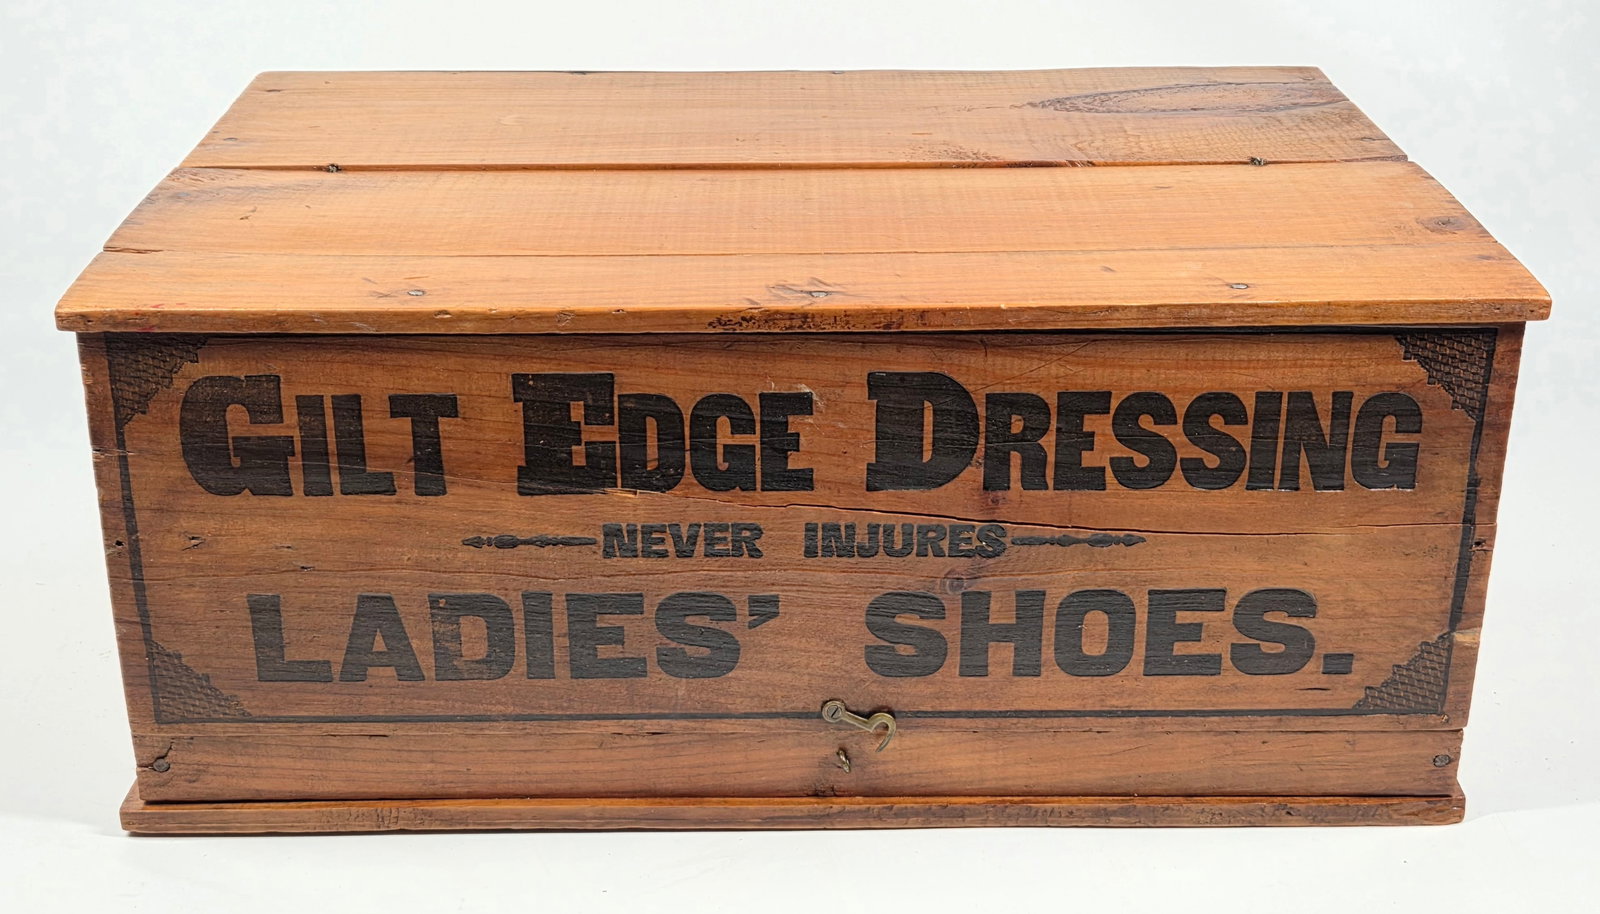 GILT EDGE DRESSING
NEVER INJURES
LADIES' SHOES.